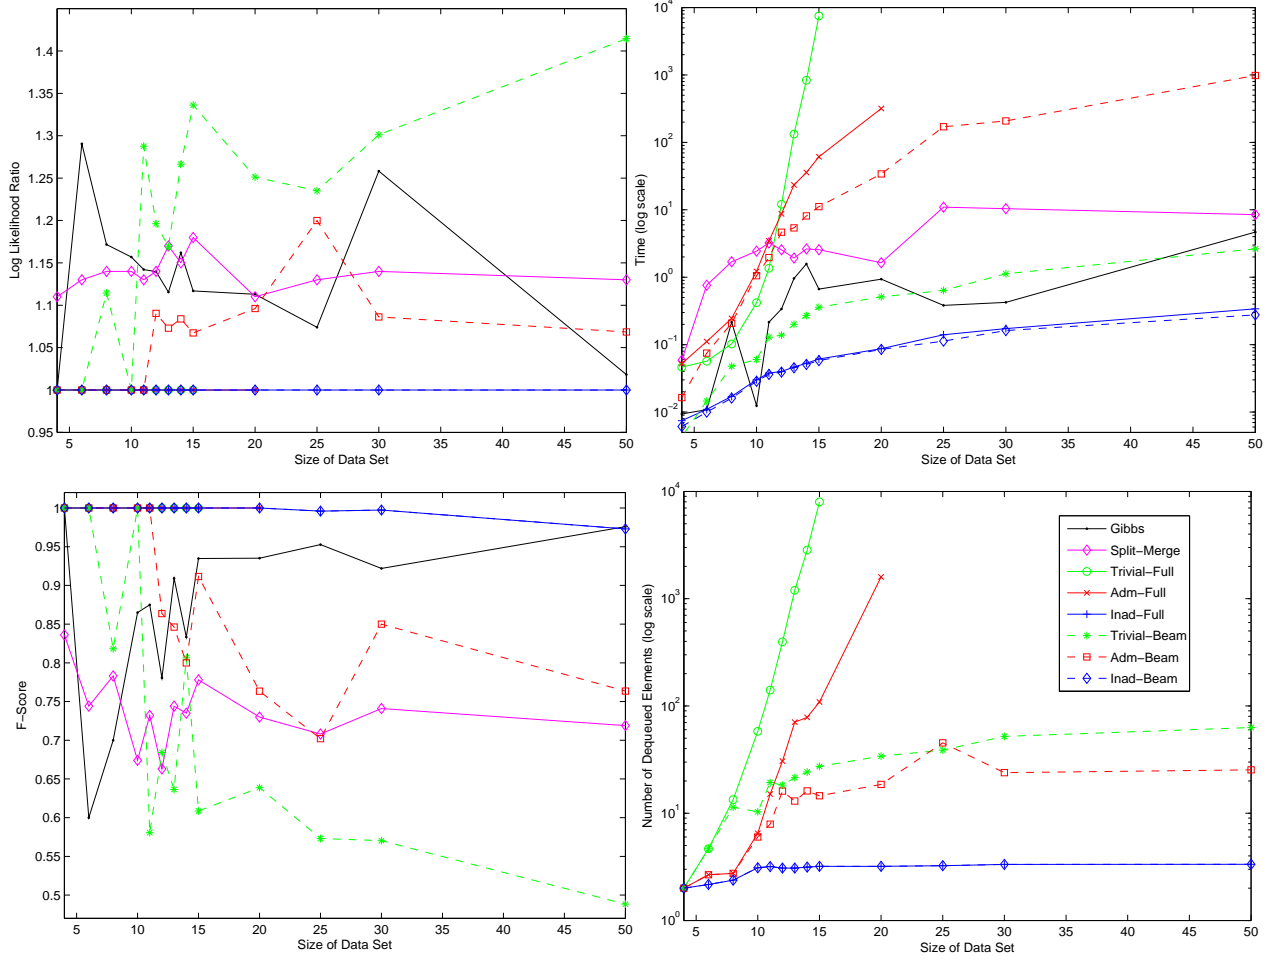 1.4
1.35
1.3
1.25
1.2
1.15
1.1
1.05
1
0.95
Log Likelihood Ratio
5 10 15 20 25 30 35 40 45 50
Size of Data Set
10^4
10^3
10^2
10^1
10^0
10^−1
10^−2
Time (log scale)
5 10 15 20 25 30 35 40 45 50
Size of Data Set
1
0.95
0.9
0.85
0.8
0.75
0.7
0.65
0.6
0.55
0.5
F−Score
5 10 15 20 25 30 35 40 45 50
Size of Data Set
10^4
10^3
10^2
10^1
10^0
Number of Dequeued Elements (log scale)
Gibbs
Split−Merge
Trivial−Full
Adm−Full
Inad−Full
Trivial−Beam
Adm−Beam
Inad−Beam
5 10 15 20 25 30 35 40 45 50
Size of Data Set